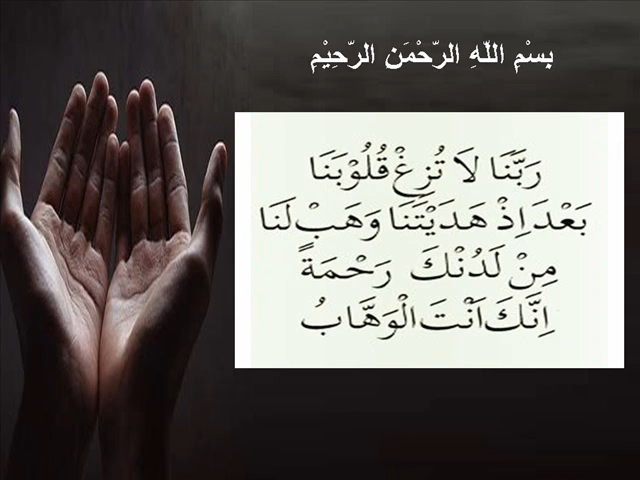 بِسْمِ اللّٰهِ الرّحْمَنِ الرّحِيْمِ
رَبَّنَا لَا تُزِغْ قُلُوْبَنَا
بَعْدَ اِذْ هَدَيْتَنَا وَهَبْ لَنَا
مِنْ لَدُنْكَ رَحْمَةً
اِنَّكَ اَنْتَ الْوَهَّابُ